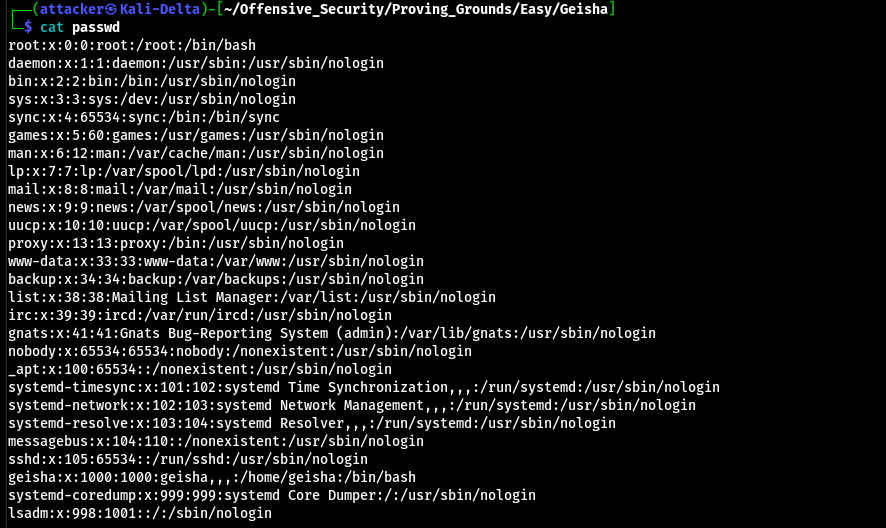 ┌──(attacker㉿Kali-Delta)-[~/Offensive_Security/Proving_Grounds/Easy/Geisha]
└─$ cat passwd
root:x:0:0:root:/root:/bin/bash
daemon:x:1:1:daemon:/usr/sbin:/usr/sbin/nologin
bin:x:2:2:bin:/bin:/usr/sbin/nologin
sys:x:3:3:sys:/dev:/usr/sbin/nologin
sync:x:4:65534:sync:/bin:/bin/sync
games:x:5:60:games:/usr/games:/usr/sbin/nologin
man:x:6:12:man:/var/cache/man:/usr/sbin/nologin
lp:x:7:7:lp:/var/spool/lpd:/usr/sbin/nologin
mail:x:8:8:mail:/var/mail:/usr/sbin/nologin
news:x:9:9:news:/var/spool/news:/usr/sbin/nologin
uucp:x:10:10:uucp:/var/spool/uucp:/usr/sbin/nologin
proxy:x:13:13:proxy:/bin:/usr/sbin/nologin
www-data:x:33:33:www-data:/var/www:/usr/sbin/nologin
backup:x:34:34:backup:/var/backups:/usr/sbin/nologin
list:x:38:38:Mailing List Manager:/var/list:/usr/sbin/nologin
irc:x:39:39:ircd:/var/run/ircd:/usr/sbin/nologin
gnats:x:41:41:Gnats Bug-Reporting System (admin):/var/lib/gnats:/usr/sbin/nologin
nobody:x:65534:65534:nobody:/nonexistent:/usr/sbin/nologin
_apt:x:100:65534::/nonexistent:/usr/sbin/nologin
systemd-timesync:x:101:102:systemd Time Synchronization,,,:/run/systemd:/usr/sbin/nologin
systemd-network:x:102:103:systemd Network Management,,,:/run/systemd:/usr/sbin/nologin
systemd-resolve:x:103:104:systemd Resolver,,,:/run/systemd:/usr/sbin/nologin
messagebus:x:104:110::/nonexistent:/usr/sbin/nologin
sshd:x:105:65534::/run/sshd:/usr/sbin/nologin
geisha:x:1000:1000:geisha,,,:/home/geisha:/bin/bash
systemd-coredump:x:999:999:systemd Core Dumper:/:/usr/sbin/nologin
lsadm:x:998:1001::/:/sbin/nologin